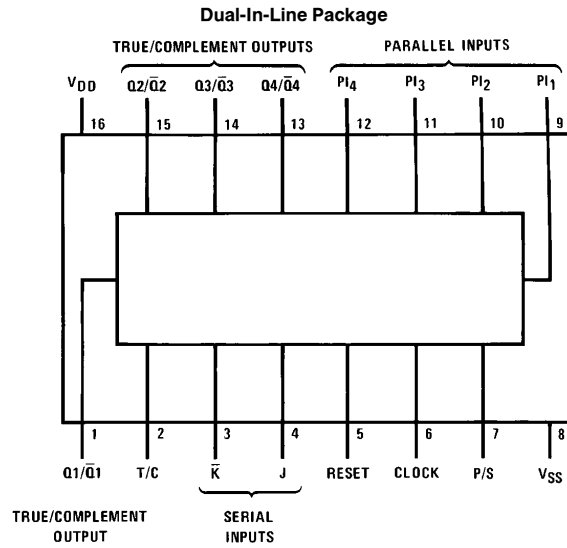 Dual-In-Line Package
TRUE/COMPLEMENT OUTPUTS PARALLEL INPUTS
VDD Q2/Q̅2 Q3/Q̅3 Q4/Q̅4 PI4 PI3 PI2 PI1
16 15 14 13 12 11 10 9
1 2 3 4 5 6 7 8
Q1/Q̅1 T/C K̅ J RESET CLOCK P/S VSS
TRUE/COMPLEMENT OUTPUT
SERIAL INPUTS